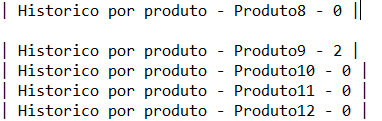 | Historico por produto - Produto8 - 0 |
| Historico por produto - Produto9 - 2 |
| Historico por produto - Produto10 - 0 |
| Historico por produto - Produto11 - 0 |
| Historico por produto - Produto12 - 0 |